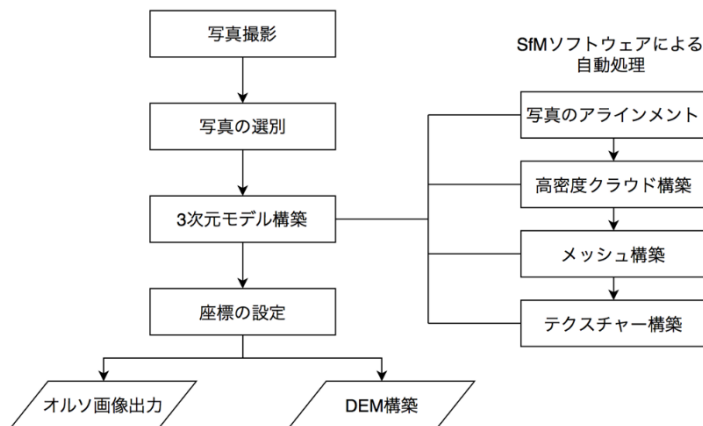 写真撮影
写真の選別
3次元モデル構築
座標の設定
オルソ画像出力
DEM構築
SfMソフトウェアによる
自動処理
写真のアラインメント
高密度クラウド構築
メッシュ構築
テクスチャー構築